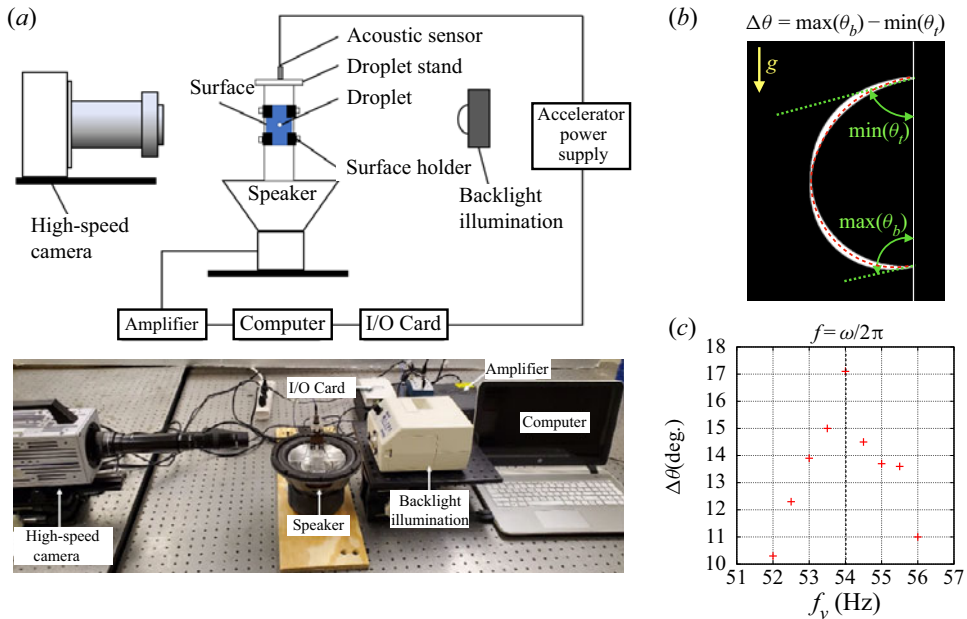 (a)
Acoustic sensor
Droplet stand
Surface
Droplet
Surface holder
Speaker
High-speed
camera
Backlight
illumination
Accelerator
power
supply
Amplifier
Computer
I/O Card
I/O Card
Amplifier
Computer
Backlight
illumination
Speaker
High-speed
camera
(b)
Δθ = max(θb) − min(θt)
g
min(θt)
max(θb)
(c)
f = ω/2π
18
17
16
15
14
13
12
11
10
Δθ(deg.)
51 52 53 54 55 56 57
fv (Hz)